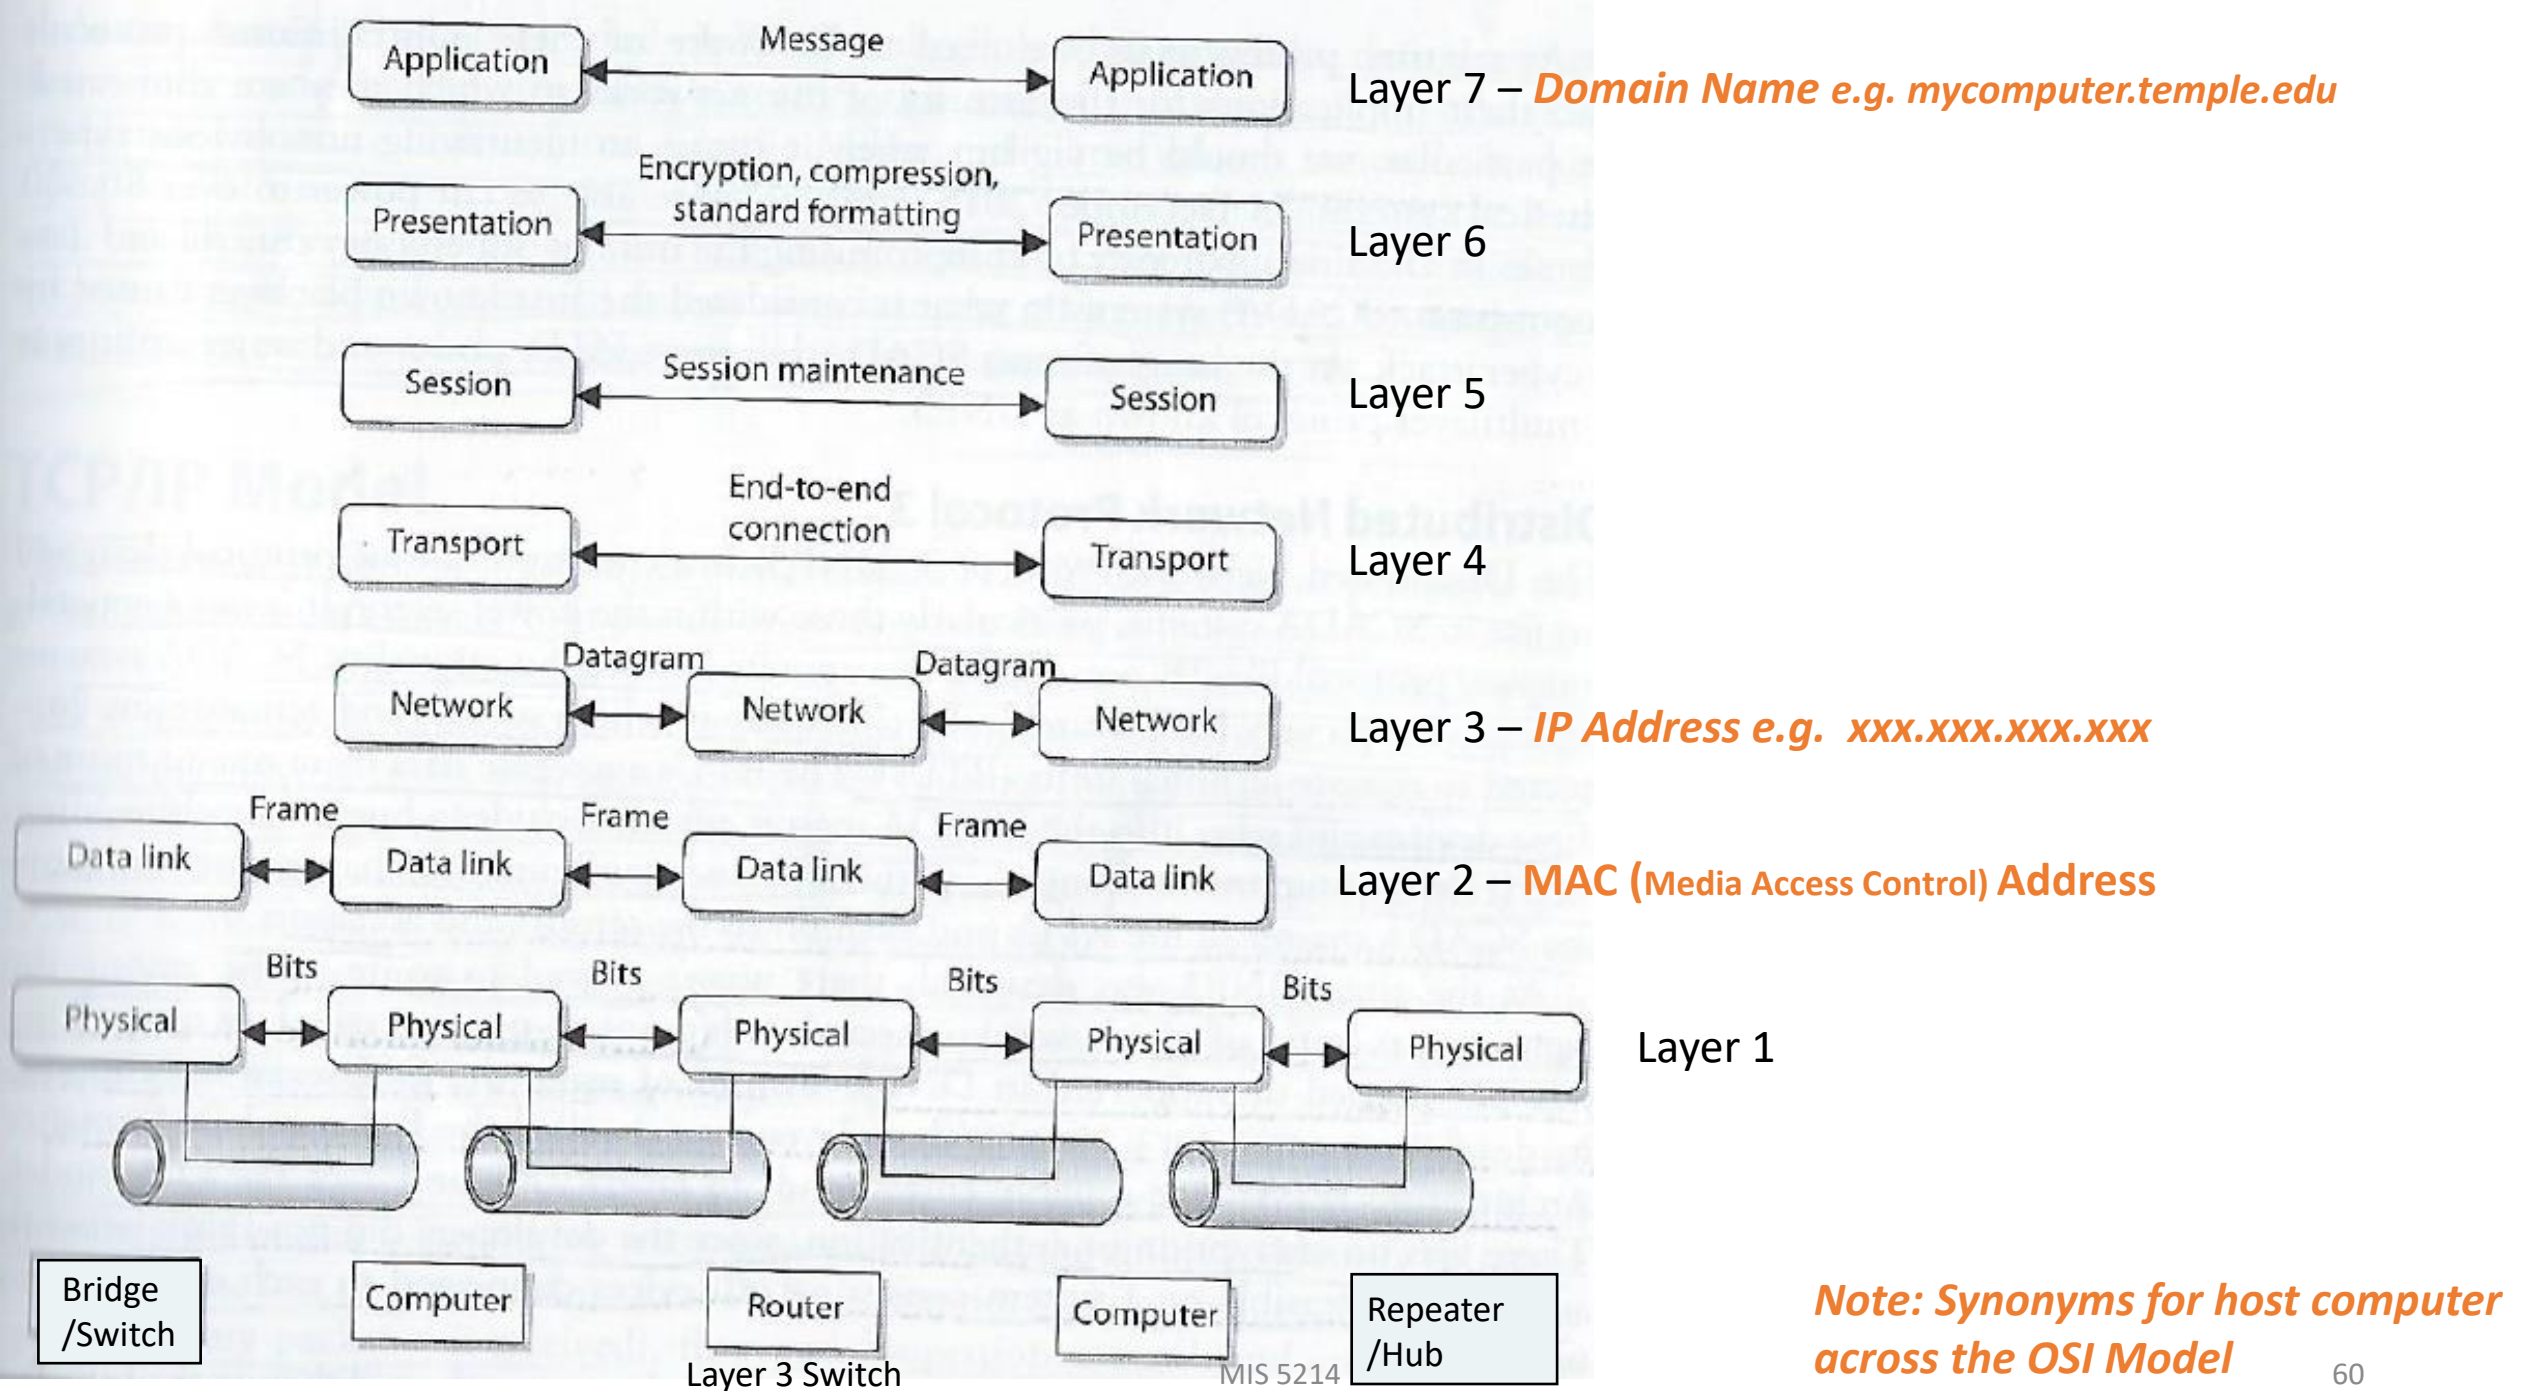 Message
Application
Application
Layer 7 – Domain Name e.g. mycomputer.temple.edu
Encryption, compression,
standard formatting
Presentation
Presentation
Layer 6
Session maintenance
Session
Session
Layer 5
End-to-end
connection
Transport
Transport
Layer 4
Datagram
Datagram
Network
Network
Network
Layer 3 – IP Address e.g. xxx.xxx.xxx.xxx
Frame
Frame
Frame
Data link
Data link
Data link
Data link
Layer 2 – MAC (Media Access Control) Address
Bits
Bits
Bits
Bits
Physical
Physical
Physical
Physical
Physical
Layer 1
Bridge
/Switch
Computer
Router
Layer 3 Switch
Computer
Repeater
/Hub
MIS 5214
Note: Synonyms for host computer
across the OSI Model
60